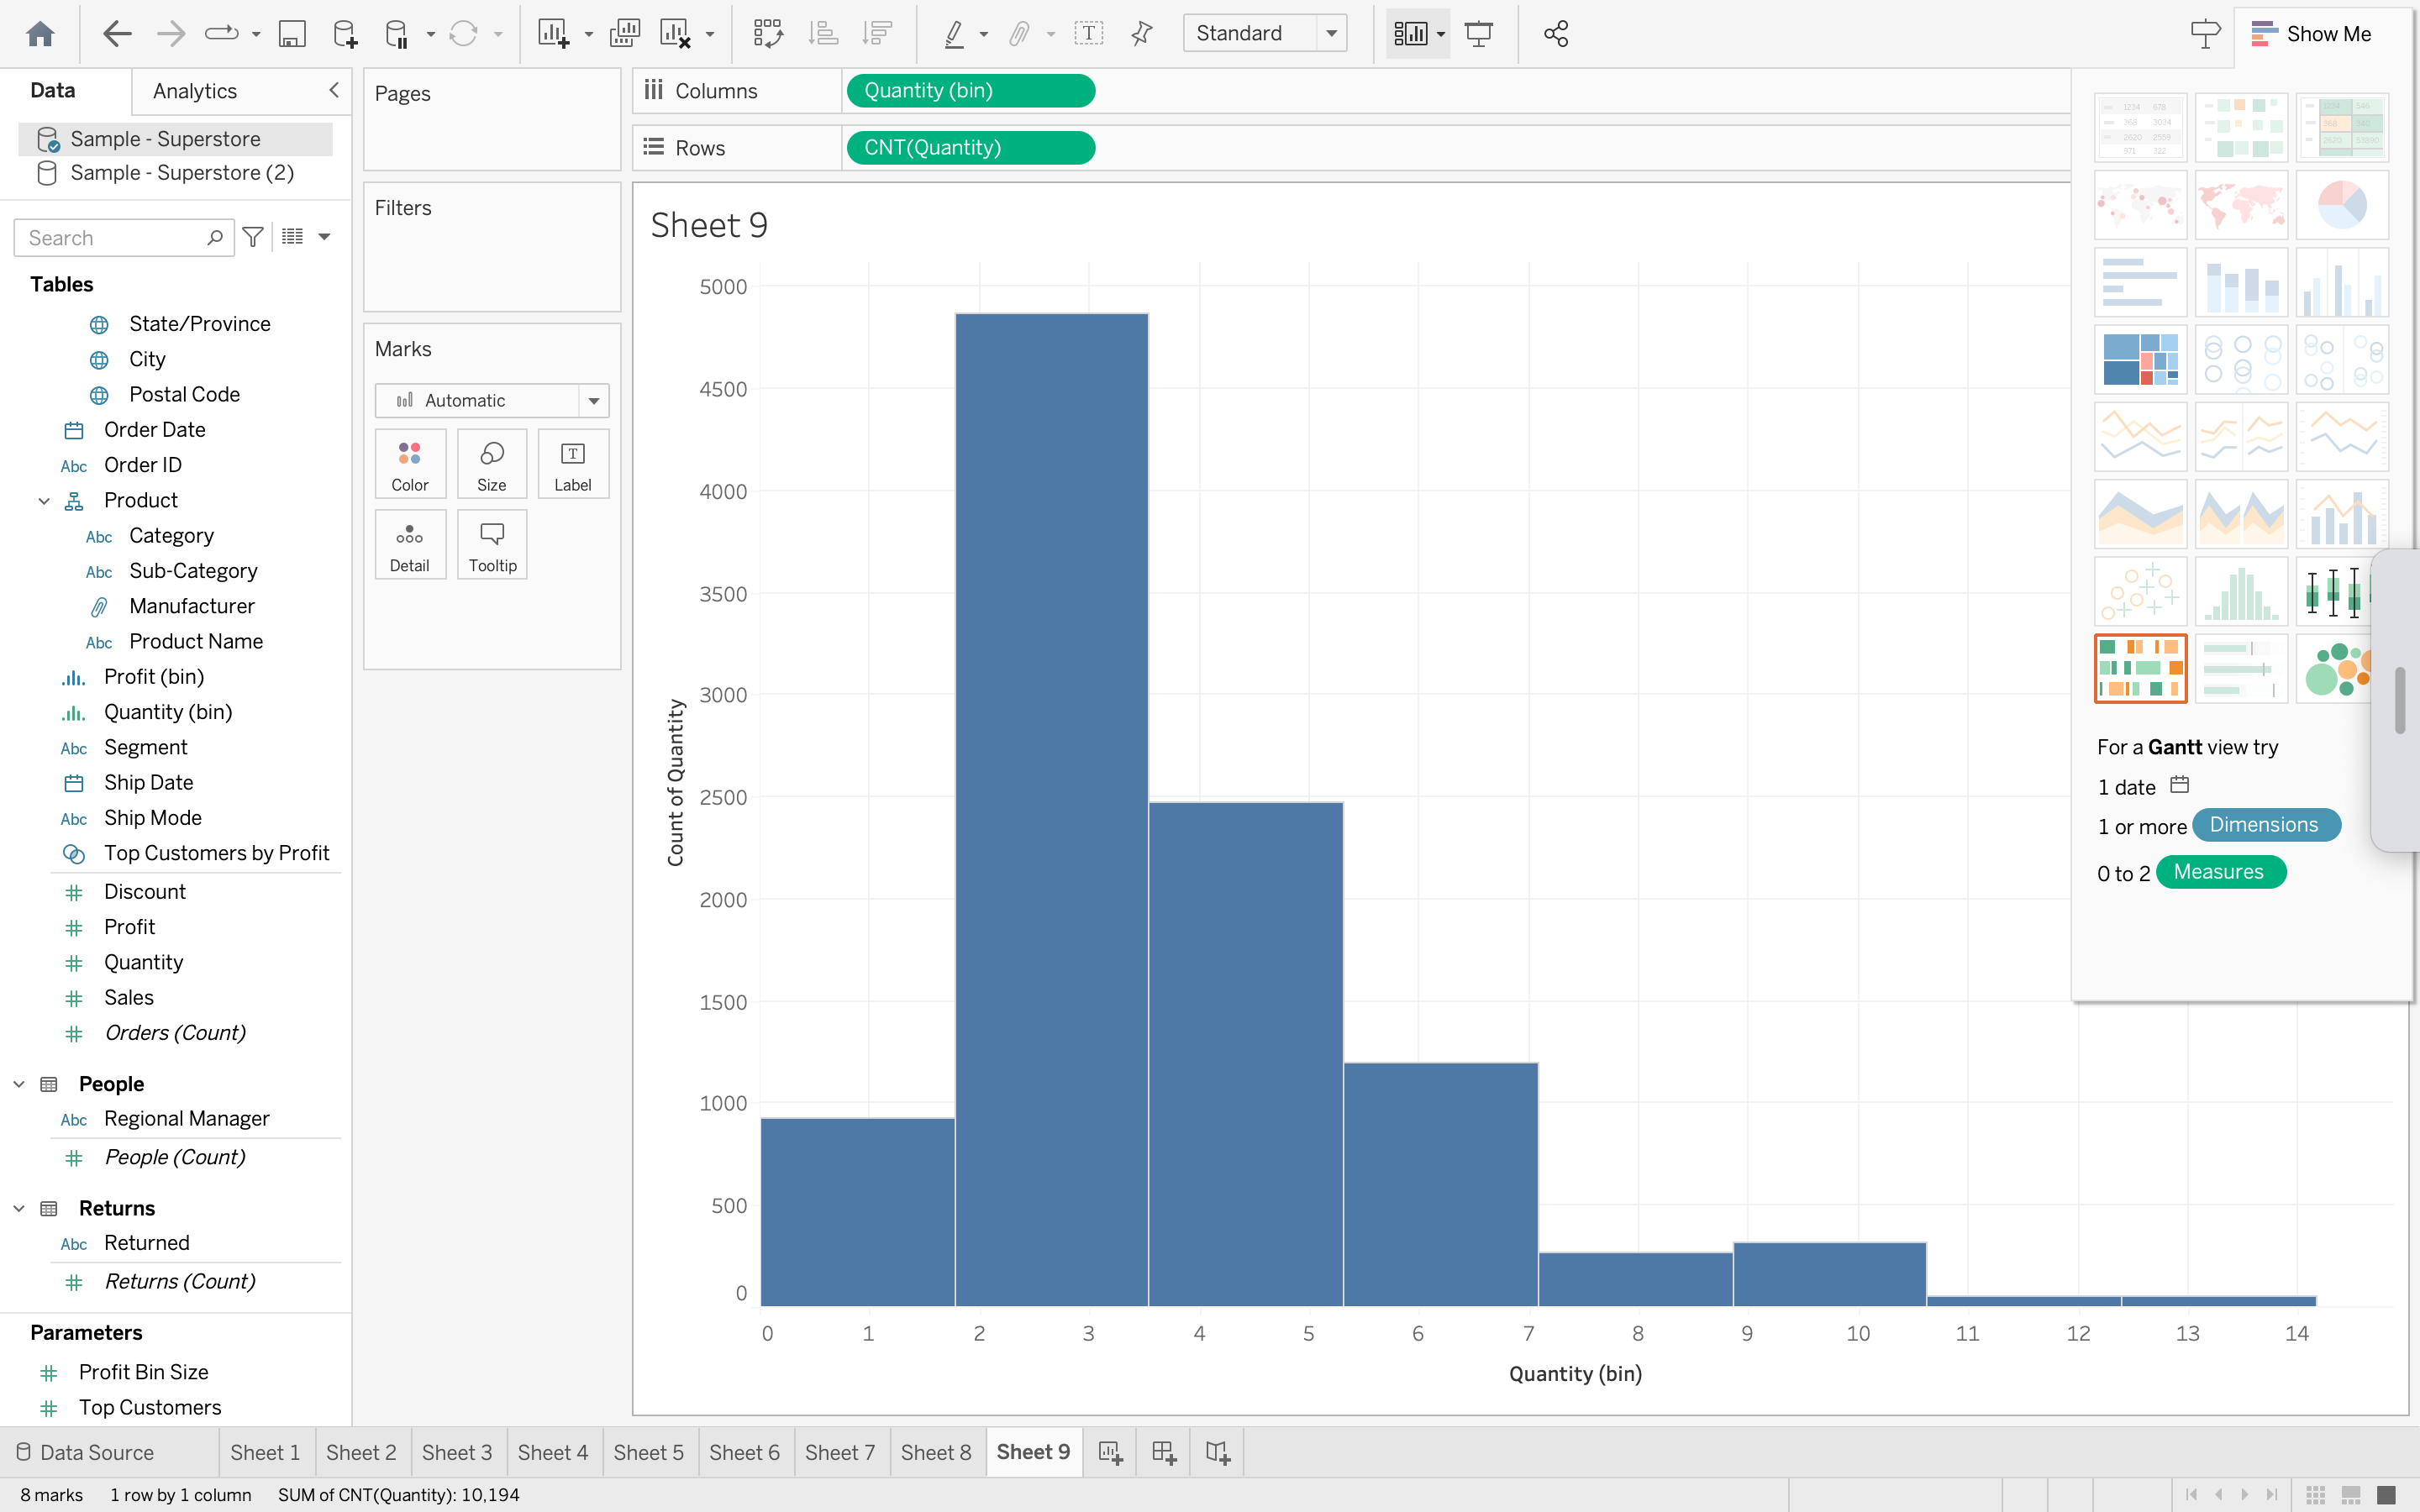 Standard
Show Me
Data
Analytics
Sample - Superstore
Sample - Superstore (2)
Search
Tables
State/Province
City
Postal Code
Order Date
Abc Order ID
Product
Abc Category
Abc Sub-Category
Manufacturer
Abc Product Name
Profit (bin)
Quantity (bin)
Abc Segment
Ship Date
Abc Ship Mode
Top Customers by Profit
Discount
Profit
Quantity
Sales
Orders (Count)
People
Abc Regional Manager
People (Count)
Returns
Abc Returned
Returns (Count)
Parameters
Profit Bin Size
Top Customers
Pages
Filters
Marks
Automatic
Color
Size
T
Label
Detail
Tooltip
Columns
Quantity (bin)
Rows
CNT(Quantity)
Sheet 9
5000
4500
4000
3500
3000
2500
2000
1500
1000
500
0
Count of Quantity
0 1 2 3 4 5 6 7 8 9 10 11 12 13 14
Quantity (bin)
1234 678
368 3024
2620 2559
971 322
For a Gantt view try
1 date
1 or more Dimensions
0 to 2 Measures
Data Source
Sheet 1
Sheet 2
Sheet 3
Sheet 4
Sheet 5
Sheet 6
Sheet 7
Sheet 8
Sheet 9
8 marks
1 row by 1 column
SUM of CNT(Quantity): 10,194